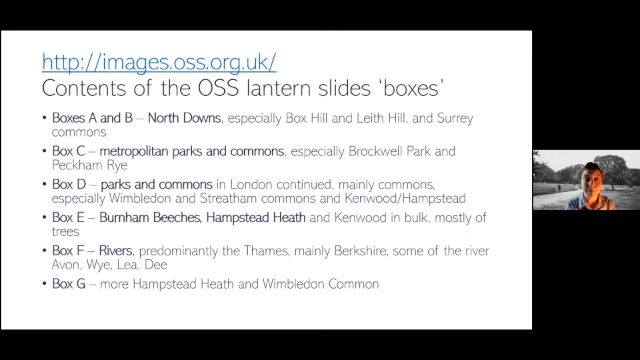 http://images.oss.org.uk/
Contents of the OSS lantern slides ‘boxes’
• Boxes A and B – North Downs, especially Box Hill and Leith Hill, and Surrey
commons
• Box C – metropolitan parks and commons, especially Brockwell Park and
Peckham Rye
• Box D – parks and commons in London continued, mainly commons,
especially Wimbledon and Streatham commons and Kenwood/Hampstead
• Box E – Burnham Beeches, Hampstead Heath and Kenwood in bulk, mostly of
trees
• Box F – Rivers, predominantly the Thames, mainly Berkshire, some of the river
Avon, Wye, Lea, Dee
• Box G – more Hampstead Heath and Wimbledon Common